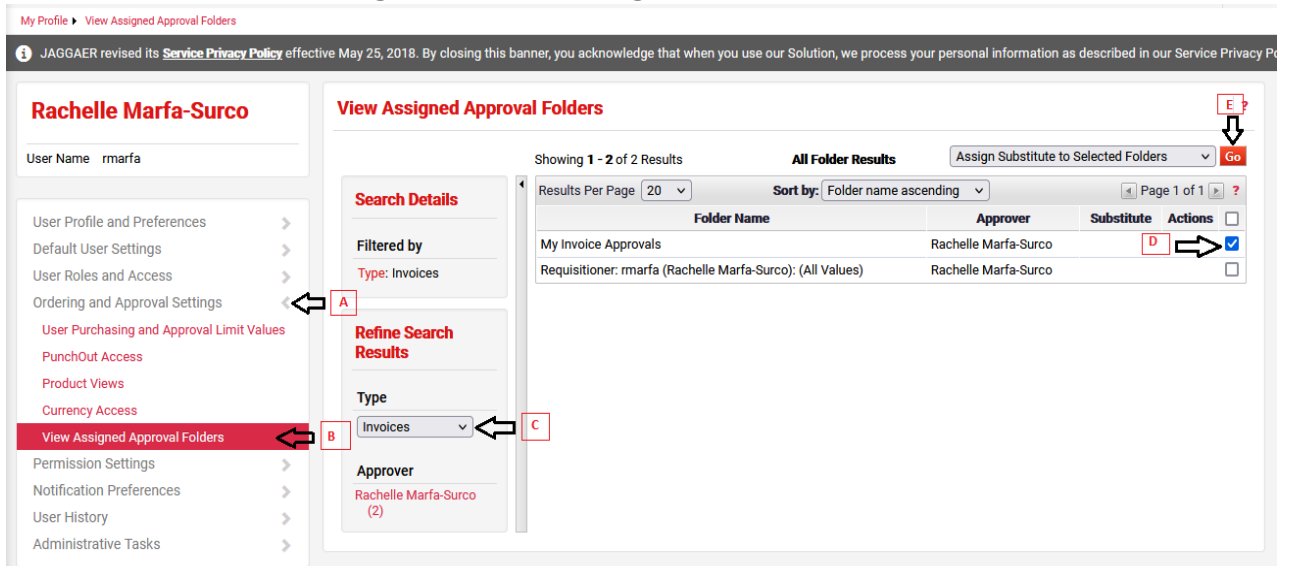 My Profile View Assigned Approval Folders
JAGGAER revised its Service Privacy Policy effective May 25, 2018. By closing this banner, you acknowledge that when you use our Solution, we process your personal information as described in our Service Privacy
Rachelle Marfa-Surco
User Name rmarfa
User Profile and Preferences
Default User Settings
User Roles and Access
Ordering and Approval Settings
A
User Purchasing and Approval Limit Values
PunchOut Access
Product Views
Currency Access
View Assigned Approval Folders
B
Permission Settings
Notification Preferences
User History
Administrative Tasks
View Assigned Approval Folders
E ?
Showing 1 - 2 of 2 Results All Folder Results Assign Substitute to Selected Folders Go
Search Details
Filtered by
Type: Invoices
Refine Search
Results
Type
Invoices
C
Approver
Rachelle Marfa-Surco
(2)
Results Per Page 20 Sort by: Folder name ascending Page 1 of 1 ?
Folder Name Approver Substitute Actions
My Invoice Approvals Rachelle Marfa-Surco D
Requisitioner: rmarfa (Rachelle Marfa-Surco): (All Values) Rachelle Marfa-Surco